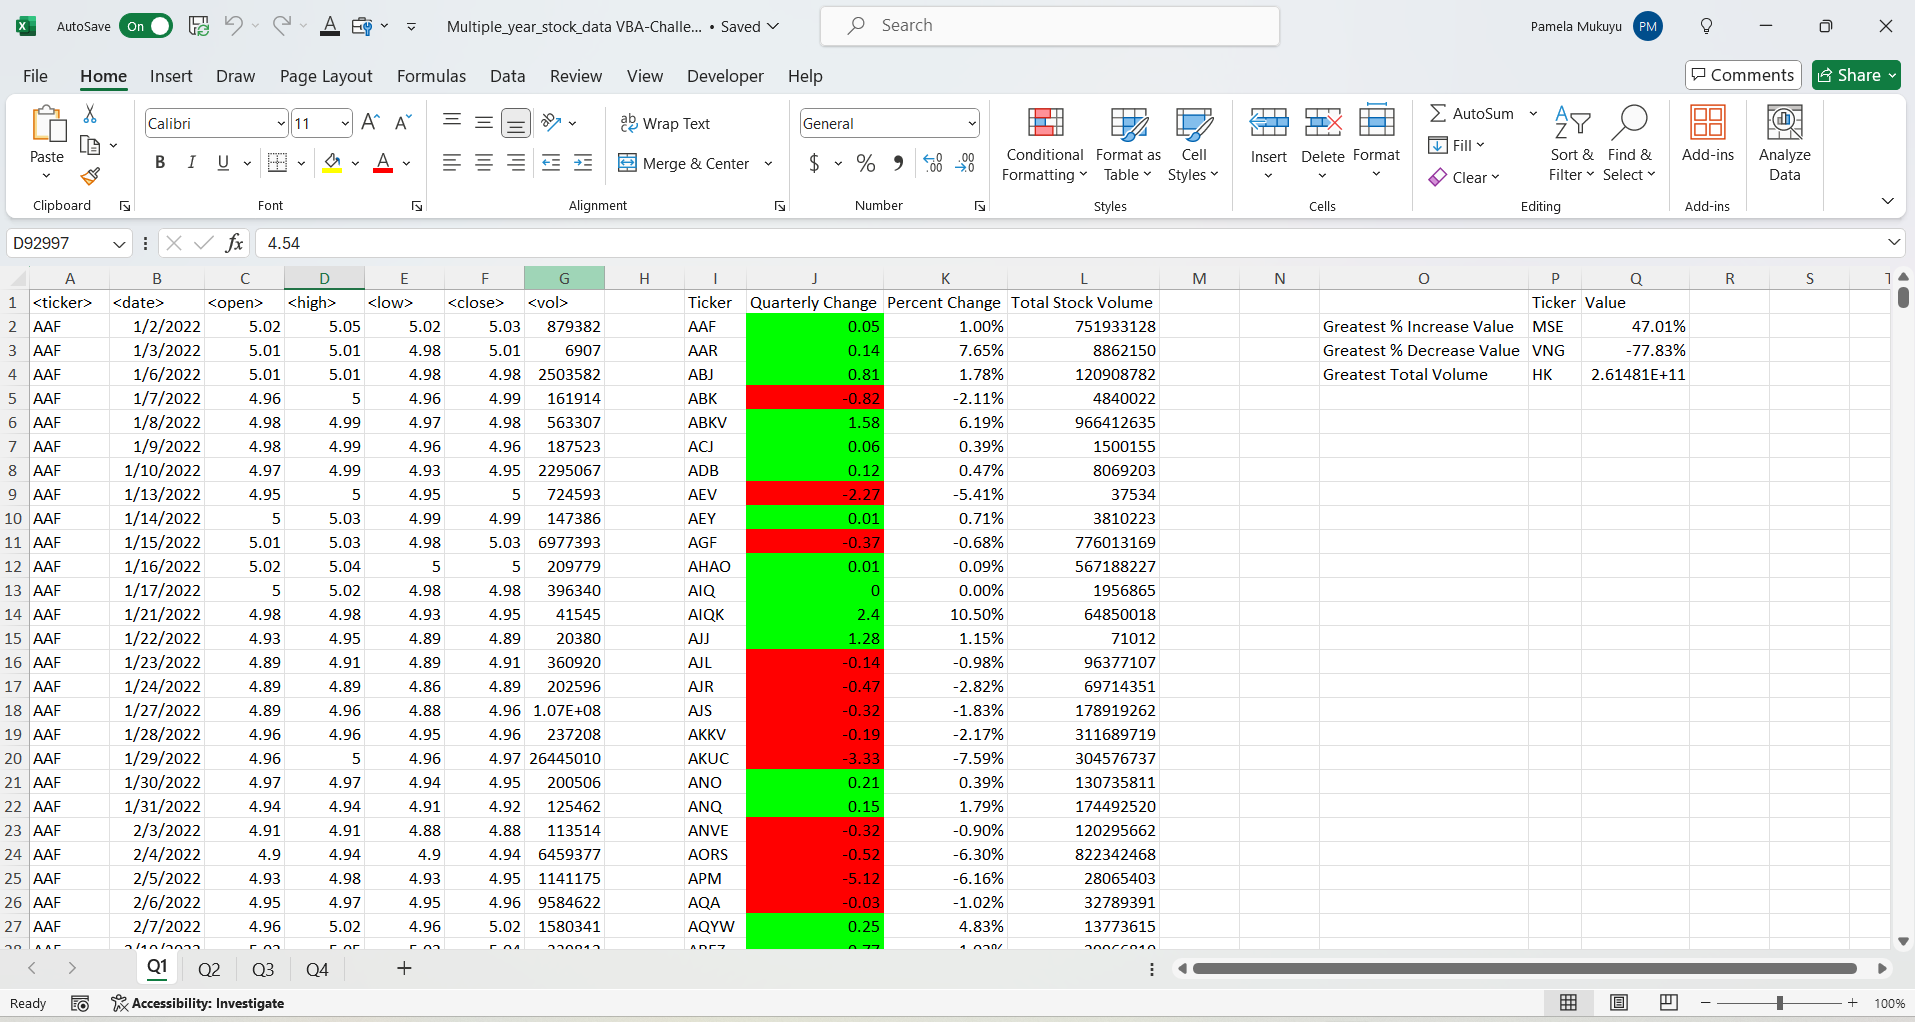 AutoSave On Multiple_year_stock_data VBA-Challe... • Saved Search Pamela Mukuyu PM
File Home Insert Draw Page Layout Formulas Data Review View Developer Help Comments Share
Paste Calibri 11 Wrap Text General Conditional Formatting Format as Table Cell Styles Insert Delete Format AutoSum Sort & Filter Find & Select Add-ins Analyze Data
B I U A Merge & Center $ % Fill
Clear
Clipboard Font Alignment Number Styles Cells Editing Add-ins
D92997 fx 4.54
A B C D E F G H I J K L M N O P Q R S T
1 <ticker> <date> <open> <high> <low> <close> <vol> Ticker Quarterly Change Percent Change Total Stock Volume Ticker Value
2 AAF 1/2/2022 5.02 5.05 5.02 5.03 879382 AAF 0.05 1.00% 751933128 Greatest % Increase Value MSE 47.01%
3 AAF 1/3/2022 5.01 5.01 4.98 5.01 6907 AAR 0.14 7.65% 8862150 Greatest % Decrease Value VNG -77.83%
4 AAF 1/6/2022 5.01 5.01 4.98 4.98 2503582 ABJ 0.81 1.78% 120908782 Greatest Total Volume HK 2.61481E+11
5 AAF 1/7/2022 4.96 5 4.96 4.99 161914 ABK -0.82 -2.11% 4840022
6 AAF 1/8/2022 4.98 4.99 4.97 4.98 563307 ABKV 1.58 6.19% 966412635
7 AAF 1/9/2022 4.98 4.99 4.96 4.96 187523 ACJ 0.06 0.39% 1500155
8 AAF 1/10/2022 4.97 4.99 4.93 4.95 2295067 ADB 0.12 0.47% 8069203
9 AAF 1/13/2022 4.95 5 4.95 5 724593 AEV -2.27 -5.41% 37534
10 AAF 1/14/2022 5 5.03 4.99 4.99 147386 AEY 0.01 0.71% 3810223
11 AAF 1/15/2022 5.01 5.03 4.98 5.03 6977393 AGF -0.37 -0.68% 776013169
12 AAF 1/16/2022 5.02 5.04 5 5 209779 AHAO 0.01 0.09% 567188227
13 AAF 1/17/2022 5 5.02 4.98 4.98 396340 AIQ 0 0.00% 1956865
14 AAF 1/21/2022 4.98 4.98 4.93 4.95 41545 AIQK 2.4 10.50% 64850018
15 AAF 1/22/2022 4.93 4.95 4.89 4.89 20380 AJJ 1.28 1.15% 71012
16 AAF 1/23/2022 4.89 4.91 4.89 4.91 360920 AJL -0.14 -0.98% 96377107
17 AAF 1/24/2022 4.89 4.89 4.86 4.89 202596 AJR -0.47 -2.82% 69714351
18 AAF 1/27/2022 4.89 4.96 4.88 4.96 1.07E+08 AJS -0.32 -1.83% 178919262
19 AAF 1/28/2022 4.96 4.96 4.95 4.96 237208 AKKV -0.19 -2.17% 311689719
20 AAF 1/29/2022 4.96 5 4.96 4.97 26445010 AKUC -3.33 -7.59% 304576737
21 AAF 1/30/2022 4.97 4.97 4.94 4.95 200506 ANO 0.21 0.39% 130735811
22 AAF 1/31/2022 4.94 4.94 4.91 4.92 125462 ANQ 0.15 1.79% 174492520
23 AAF 2/3/2022 4.91 4.91 4.88 4.88 113514 ANVE -0.32 -0.90% 120295662
24 AAF 2/4/2022 4.9 4.94 4.9 4.94 6459377 AORS -0.52 -6.30% 822342468
25 AAF 2/5/2022 4.93 4.98 4.93 4.95 1141175 APM -5.12 -6.16% 28065403
26 AAF 2/6/2022 4.95 4.97 4.95 4.96 9584622 AQA -0.03 -1.02% 32789391
27 AAF 2/7/2022 4.96 5.02 4.96 5.02 1580341 AQYW 0.25 4.83% 13773615
Q1 Q2 Q3 Q4
Ready Accessibility: Investigate 100%